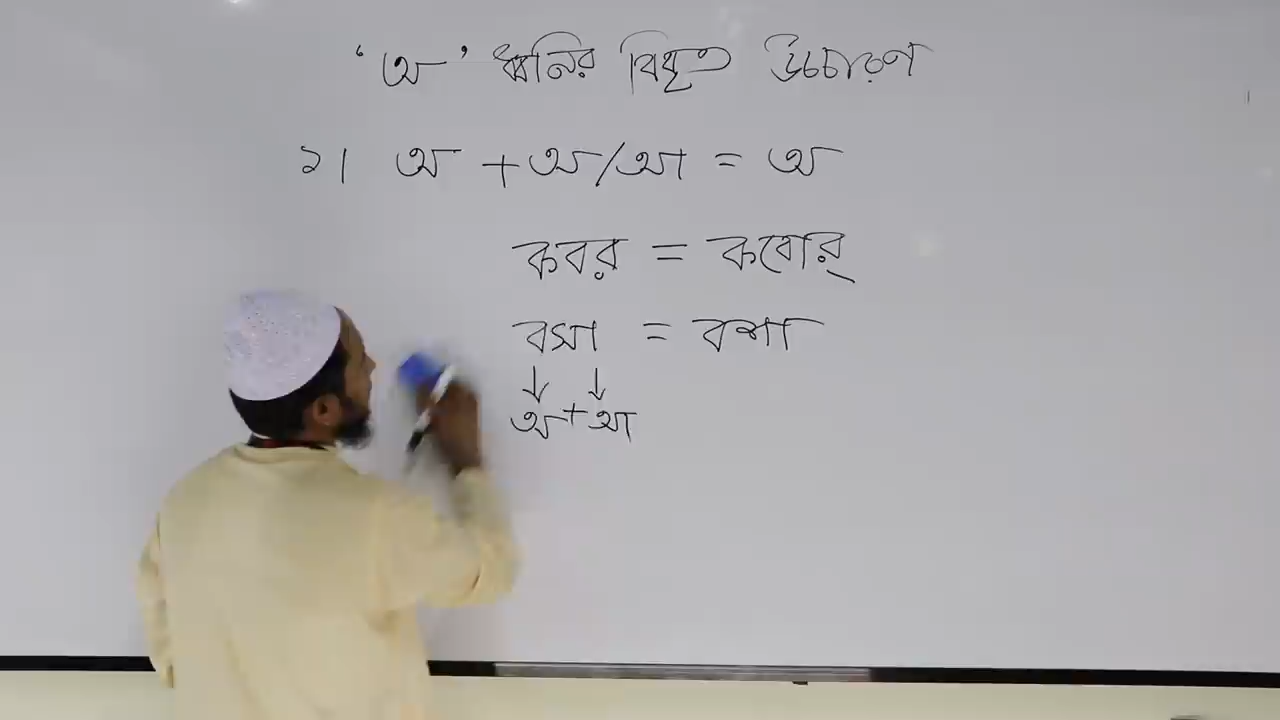 'অ' ধ্বনির বিবৃত উচ্চারণ
১। অ + অ/আ = অ
কবর = কবোর্
বসা = বশা
↓ ↓
অ + আ